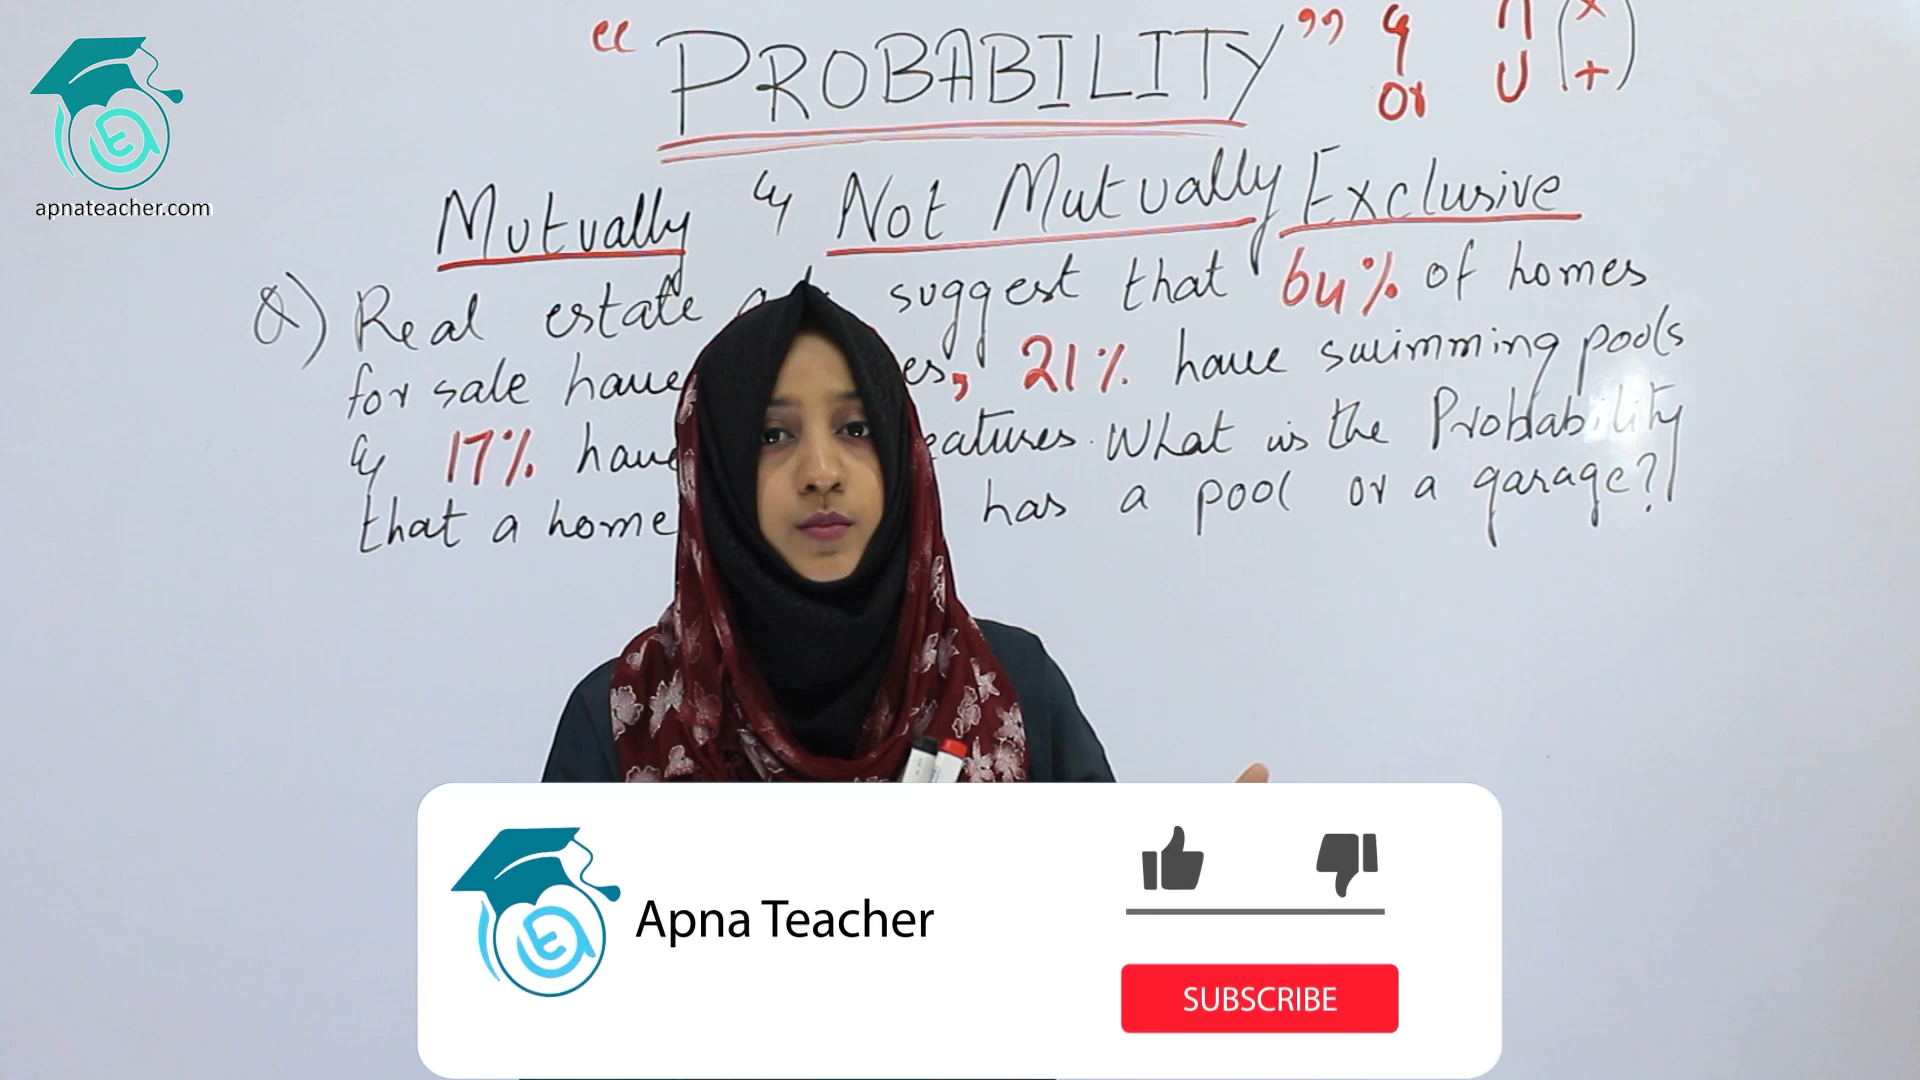 “PROBABILITY” & ∩ (×
or ∪ +)
apnateacher.com
Mutually & Not Mutually Exclusive
Q) Real estate suggest that 64% of homes
for sale have , 21% have swimming pools
& 17% have What is the Probability
that a home has a pool or a garage?
Apna Teacher
SUBSCRIBE